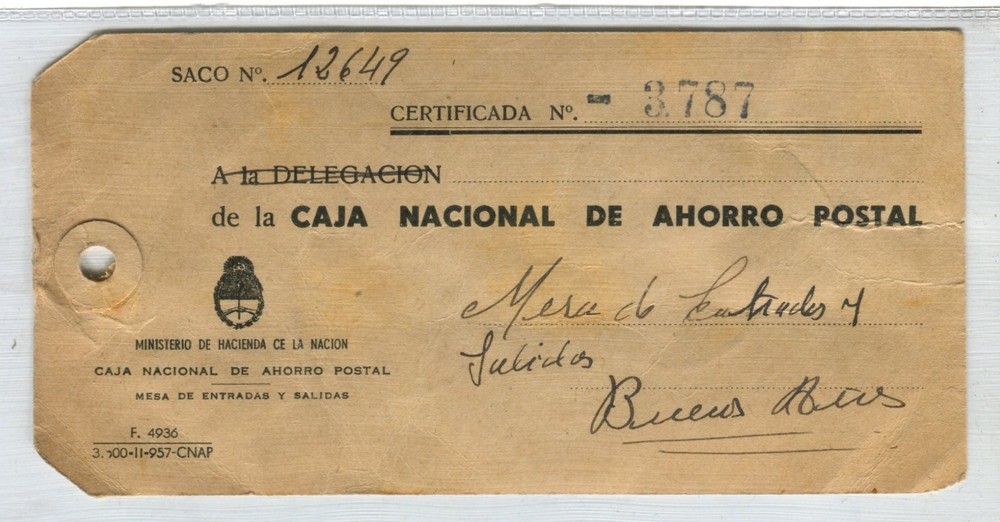 SACO Nº. 12649
CERTIFICADA Nº. - 3.787
A la DELEGACION
de la CAJA NACIONAL DE AHORRO POSTAL
Mesa de Entradas y
Salidas
Buenos Aires
MINISTERIO DE HACIENDA CE LA NACION
CAJA NACIONAL DE AHORRO POSTAL
MESA DE ENTRADAS Y SALIDAS
F. 4936
-II-957-CNAP